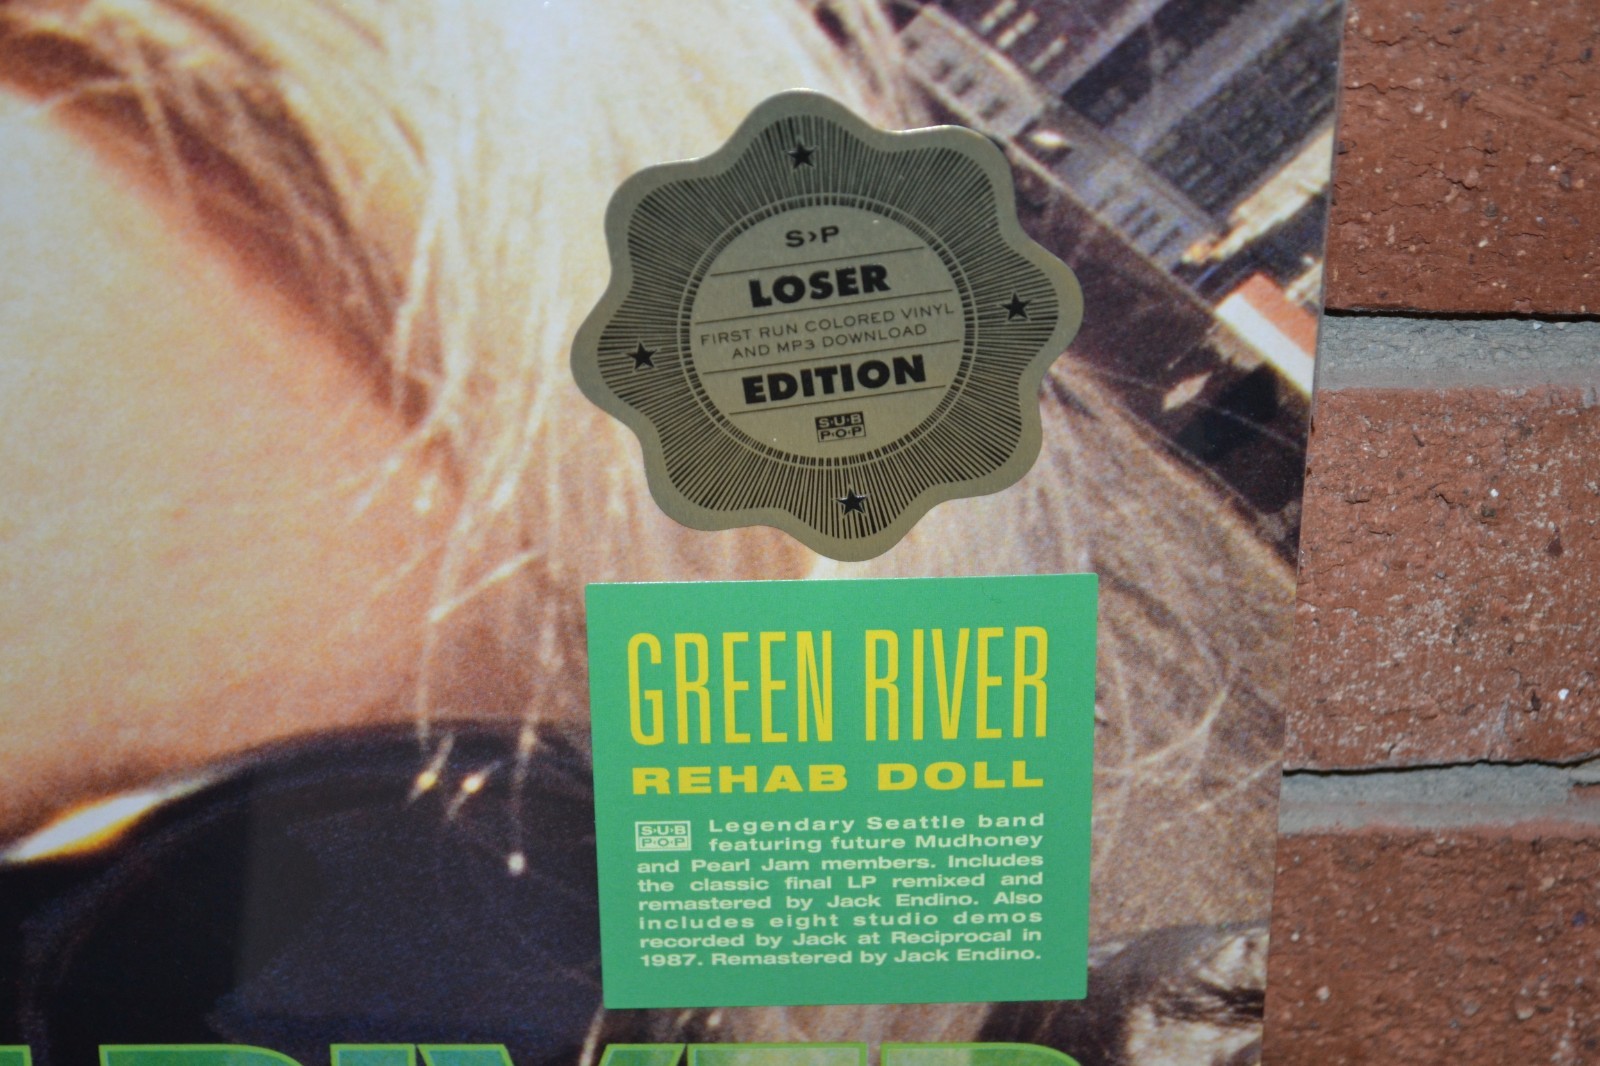 S>P
LOSER
FIRST RUN COLORED VINYL
AND MP3 DOWNLOAD
EDITION
S·U·B
P·O·P
GREEN RIVER
REHAB DOLL
S·U·B
P·O·P
Legendary Seattle band
featuring future Mudhoney
and Pearl Jam members. Includes
the classic final LP remixed and
remastered by Jack Endino. Also
includes eight studio demos
recorded by Jack at Reciprocal in
1987. Remastered by Jack Endino.